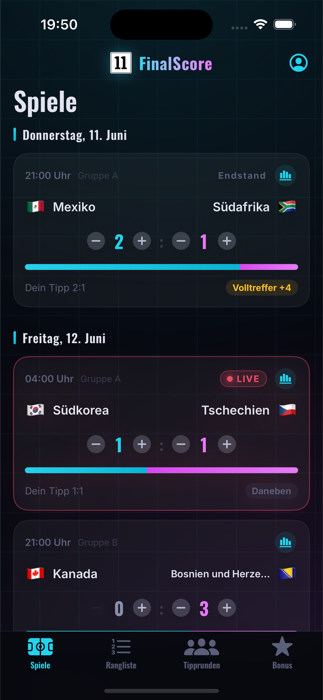 19:50
11 FinalScore
Spiele
Donnerstag, 11. Juni
21:00 Uhr Gruppe A Endstand
Mexiko Südafrika
− 2 + : − 1 +
Dein Tipp 2:1 Volltreffer +4
Freitag, 12. Juni
04:00 Uhr Gruppe A LIVE
Südkorea Tschechien
− 1 + : − 1 +
Dein Tipp 1:1 Daneben
21:00 Uhr Gruppe B
Kanada Bosnien und Herze...
− 0 + : − 3 +
Spiele Rangliste Tipprunden Bonus